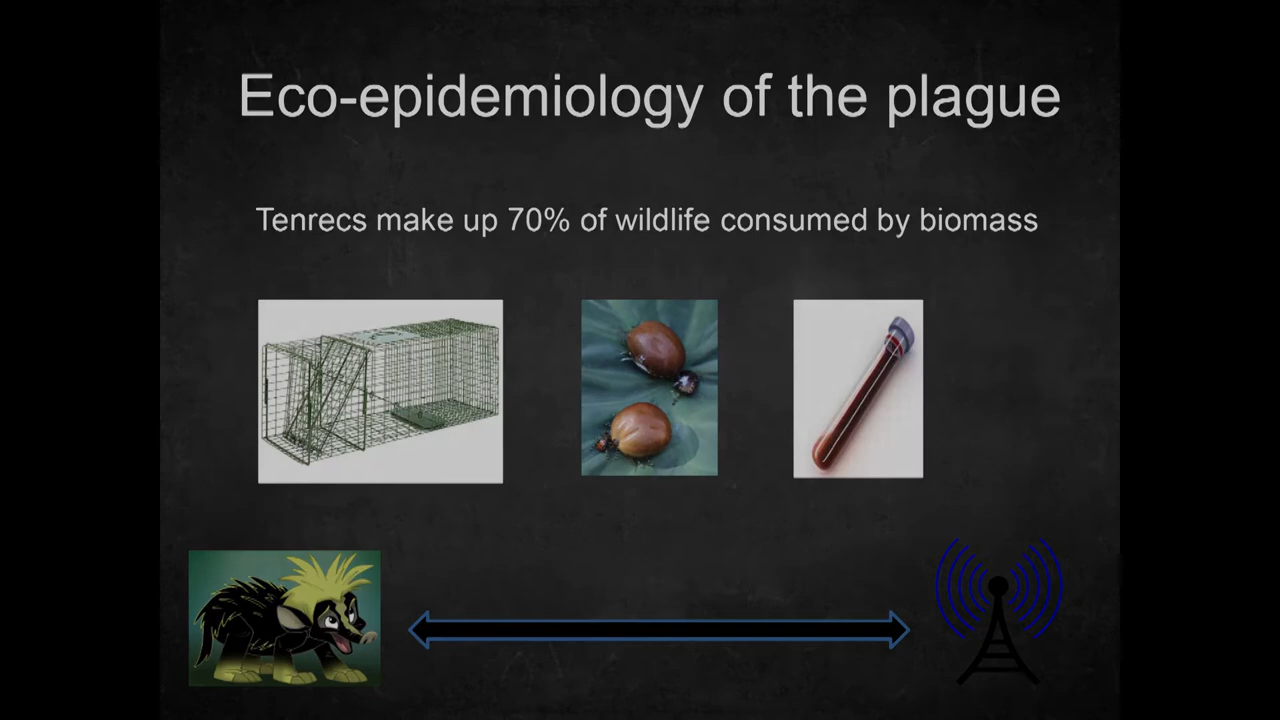 Eco-epidemiology of the plague
Tenrecs make up 70% of wildlife consumed by biomass